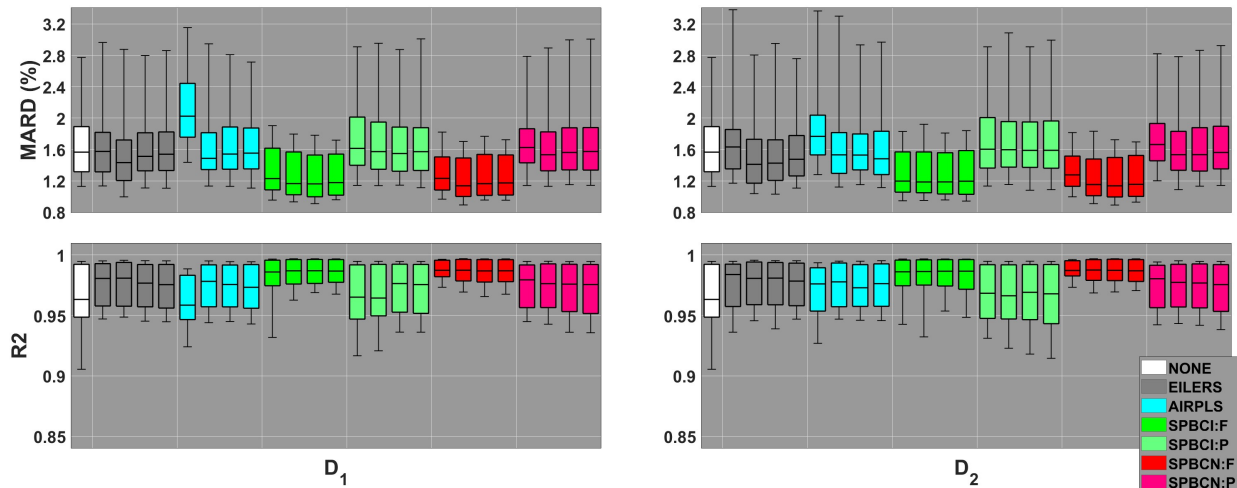 3.2
2.8
2.4
2
1.6
1.2
0.8
MARD (%)
3.2
2.8
2.4
2
1.6
1.2
0.8
1
0.95
0.9
0.85
R2
1
0.95
0.9
0.85
D1
D2
NONE
EILERS
AIRPLS
SPBCI:F
SPBCI:P
SPBCN:F
SPBCN:P